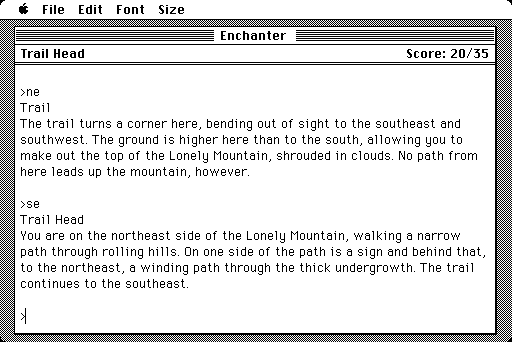 File Edit Font Size
Enchanter
Trail Head Score: 20/35
>ne
Trail
The trail turns a corner here, bending out of sight to the southeast and
southwest. The ground is higher here than to the south, allowing you to
make out the top of the Lonely Mountain, shrouded in clouds. No path from
here leads up the mountain, however.
>se
Trail Head
You are on the northeast side of the Lonely Mountain, walking a narrow
path through rolling hills. On one side of the path is a sign and behind that,
to the northeast, a winding path through the thick undergrowth. The trail
continues to the southeast.
>